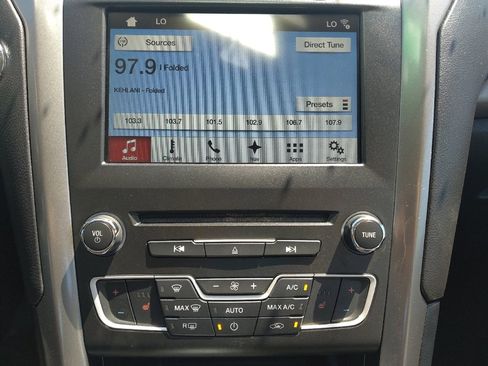 LO LO
Sources Direct Tune
97.9 I Folded
KEHLANI - Folded
Presets
103.3 103.7 101.5 102.9 106.7 107.9
Audio Climate Phone Nav Apps Settings
VOL TUNE
A/C
MAX AUTO MAX A/C
R